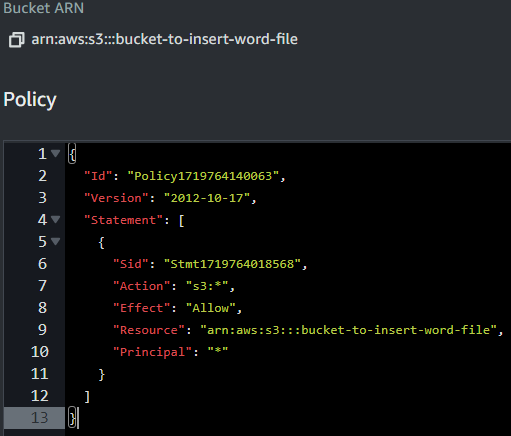 Bucket ARN
arn:aws:s3:::bucket-to-insert-word-file
Policy
1 {
2 "Id": "Policy1719764140063",
3 "Version": "2012-10-17",
4 "Statement": [
5 {
6 "Sid": "Stmt1719764018568",
7 "Action": "s3:*",
8 "Effect": "Allow",
9 "Resource": "arn:aws:s3:::bucket-to-insert-word-file",
10 "Principal": "*"
11 }
12 ]
13 }